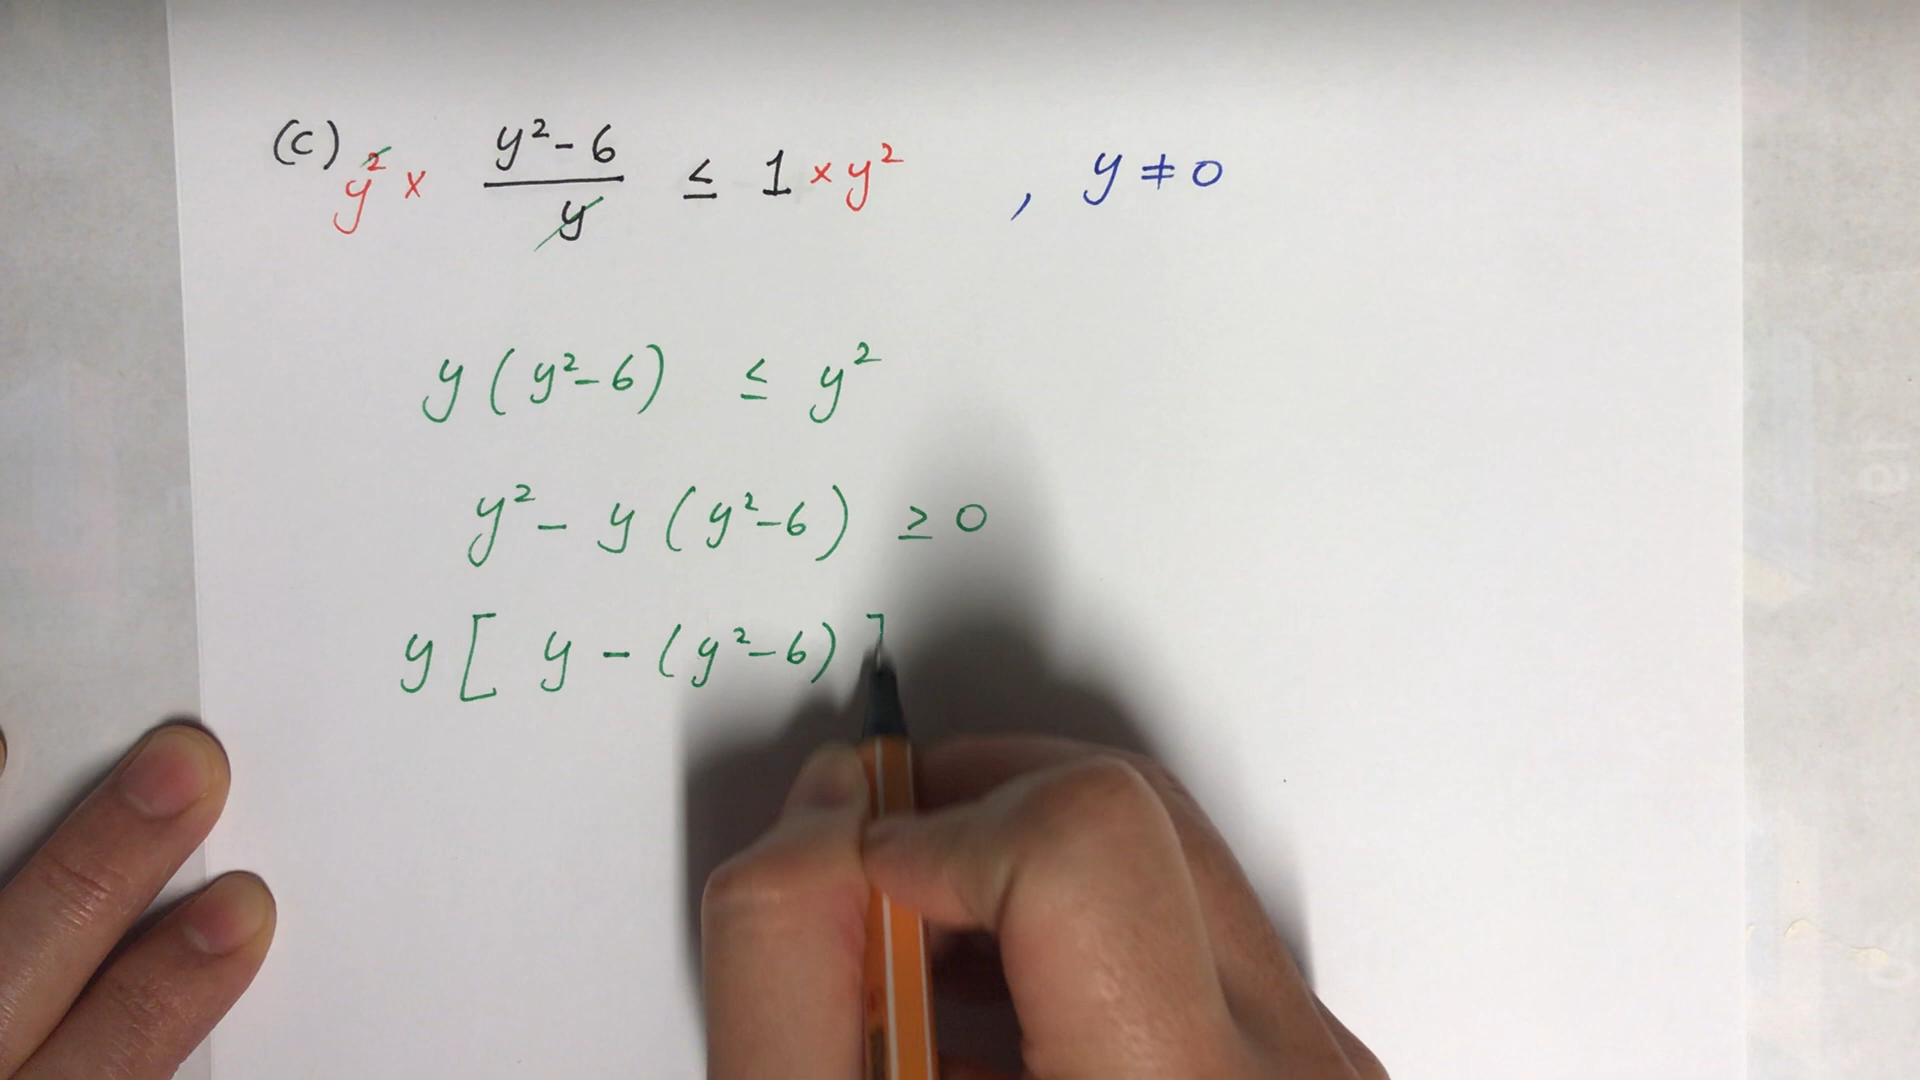 (c) y² × (y² - 6)/y ≤ 1 × y² , y ≠ 0
y (y² - 6) ≤ y²
y² - y (y² - 6) ≥ 0
y [ y - (y² - 6) ]